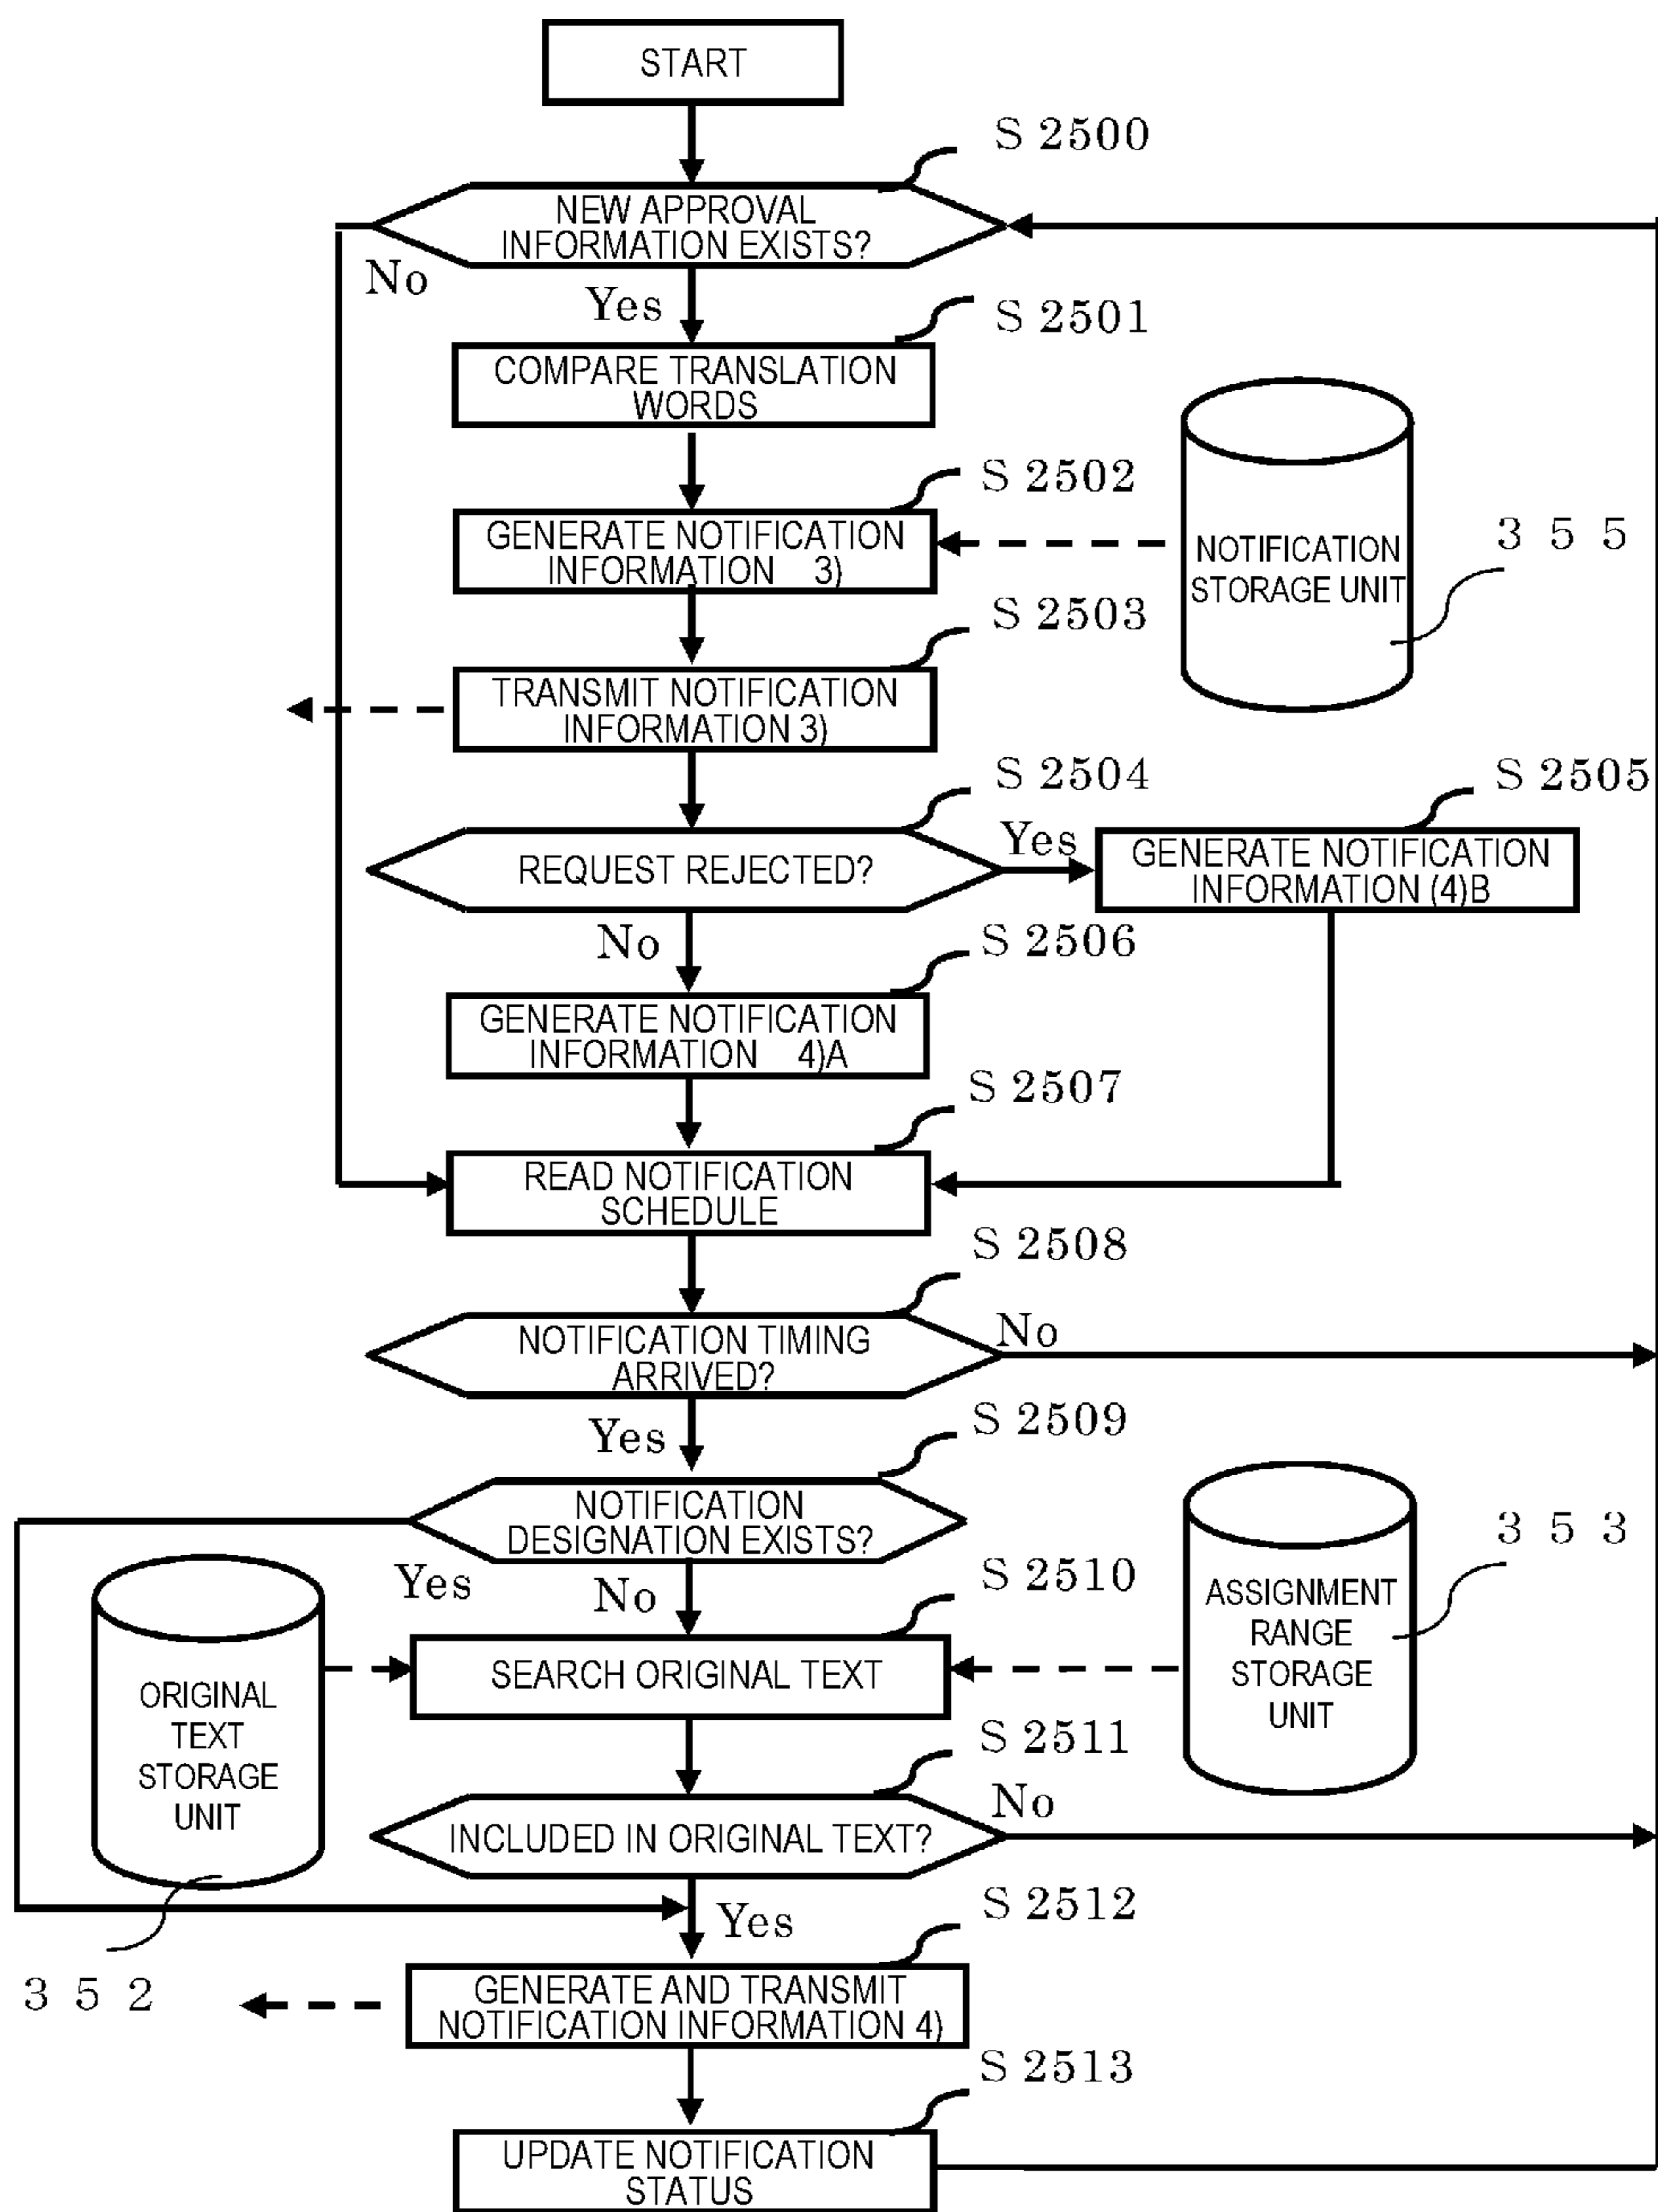 START
S 2500
NEW APPROVAL
INFORMATION EXISTS?
No
Yes
S 2501
COMPARE TRANSLATION
WORDS
S 2502
GENERATE NOTIFICATION
INFORMATION 3)
NOTIFICATION
STORAGE UNIT
3 5 5
S 2503
TRANSMIT NOTIFICATION
INFORMATION 3)
S 2504
REQUEST REJECTED?
Yes
S 2505
GENERATE NOTIFICATION
INFORMATION (4)B
No
S 2506
GENERATE NOTIFICATION
INFORMATION 4)A
S 2507
READ NOTIFICATION
SCHEDULE
S 2508
NOTIFICATION TIMING
ARRIVED?
No
Yes
S 2509
NOTIFICATION
DESIGNATION EXISTS?
Yes
No
S 2510
SEARCH ORIGINAL TEXT
ORIGINAL
TEXT
STORAGE
UNIT
3 5 2
ASSIGNMENT
RANGE
STORAGE
UNIT
3 5 3
S 2511
INCLUDED IN ORIGINAL TEXT?
No
Yes
S 2512
GENERATE AND TRANSMIT
NOTIFICATION INFORMATION 4)
S 2513
UPDATE NOTIFICATION
STATUS